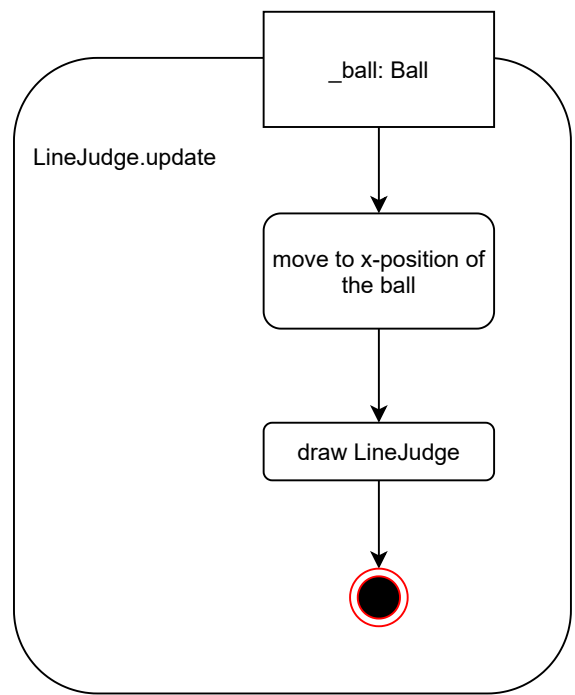 _ball: Ball
LineJudge.update
move to x-position of
the ball
draw LineJudge